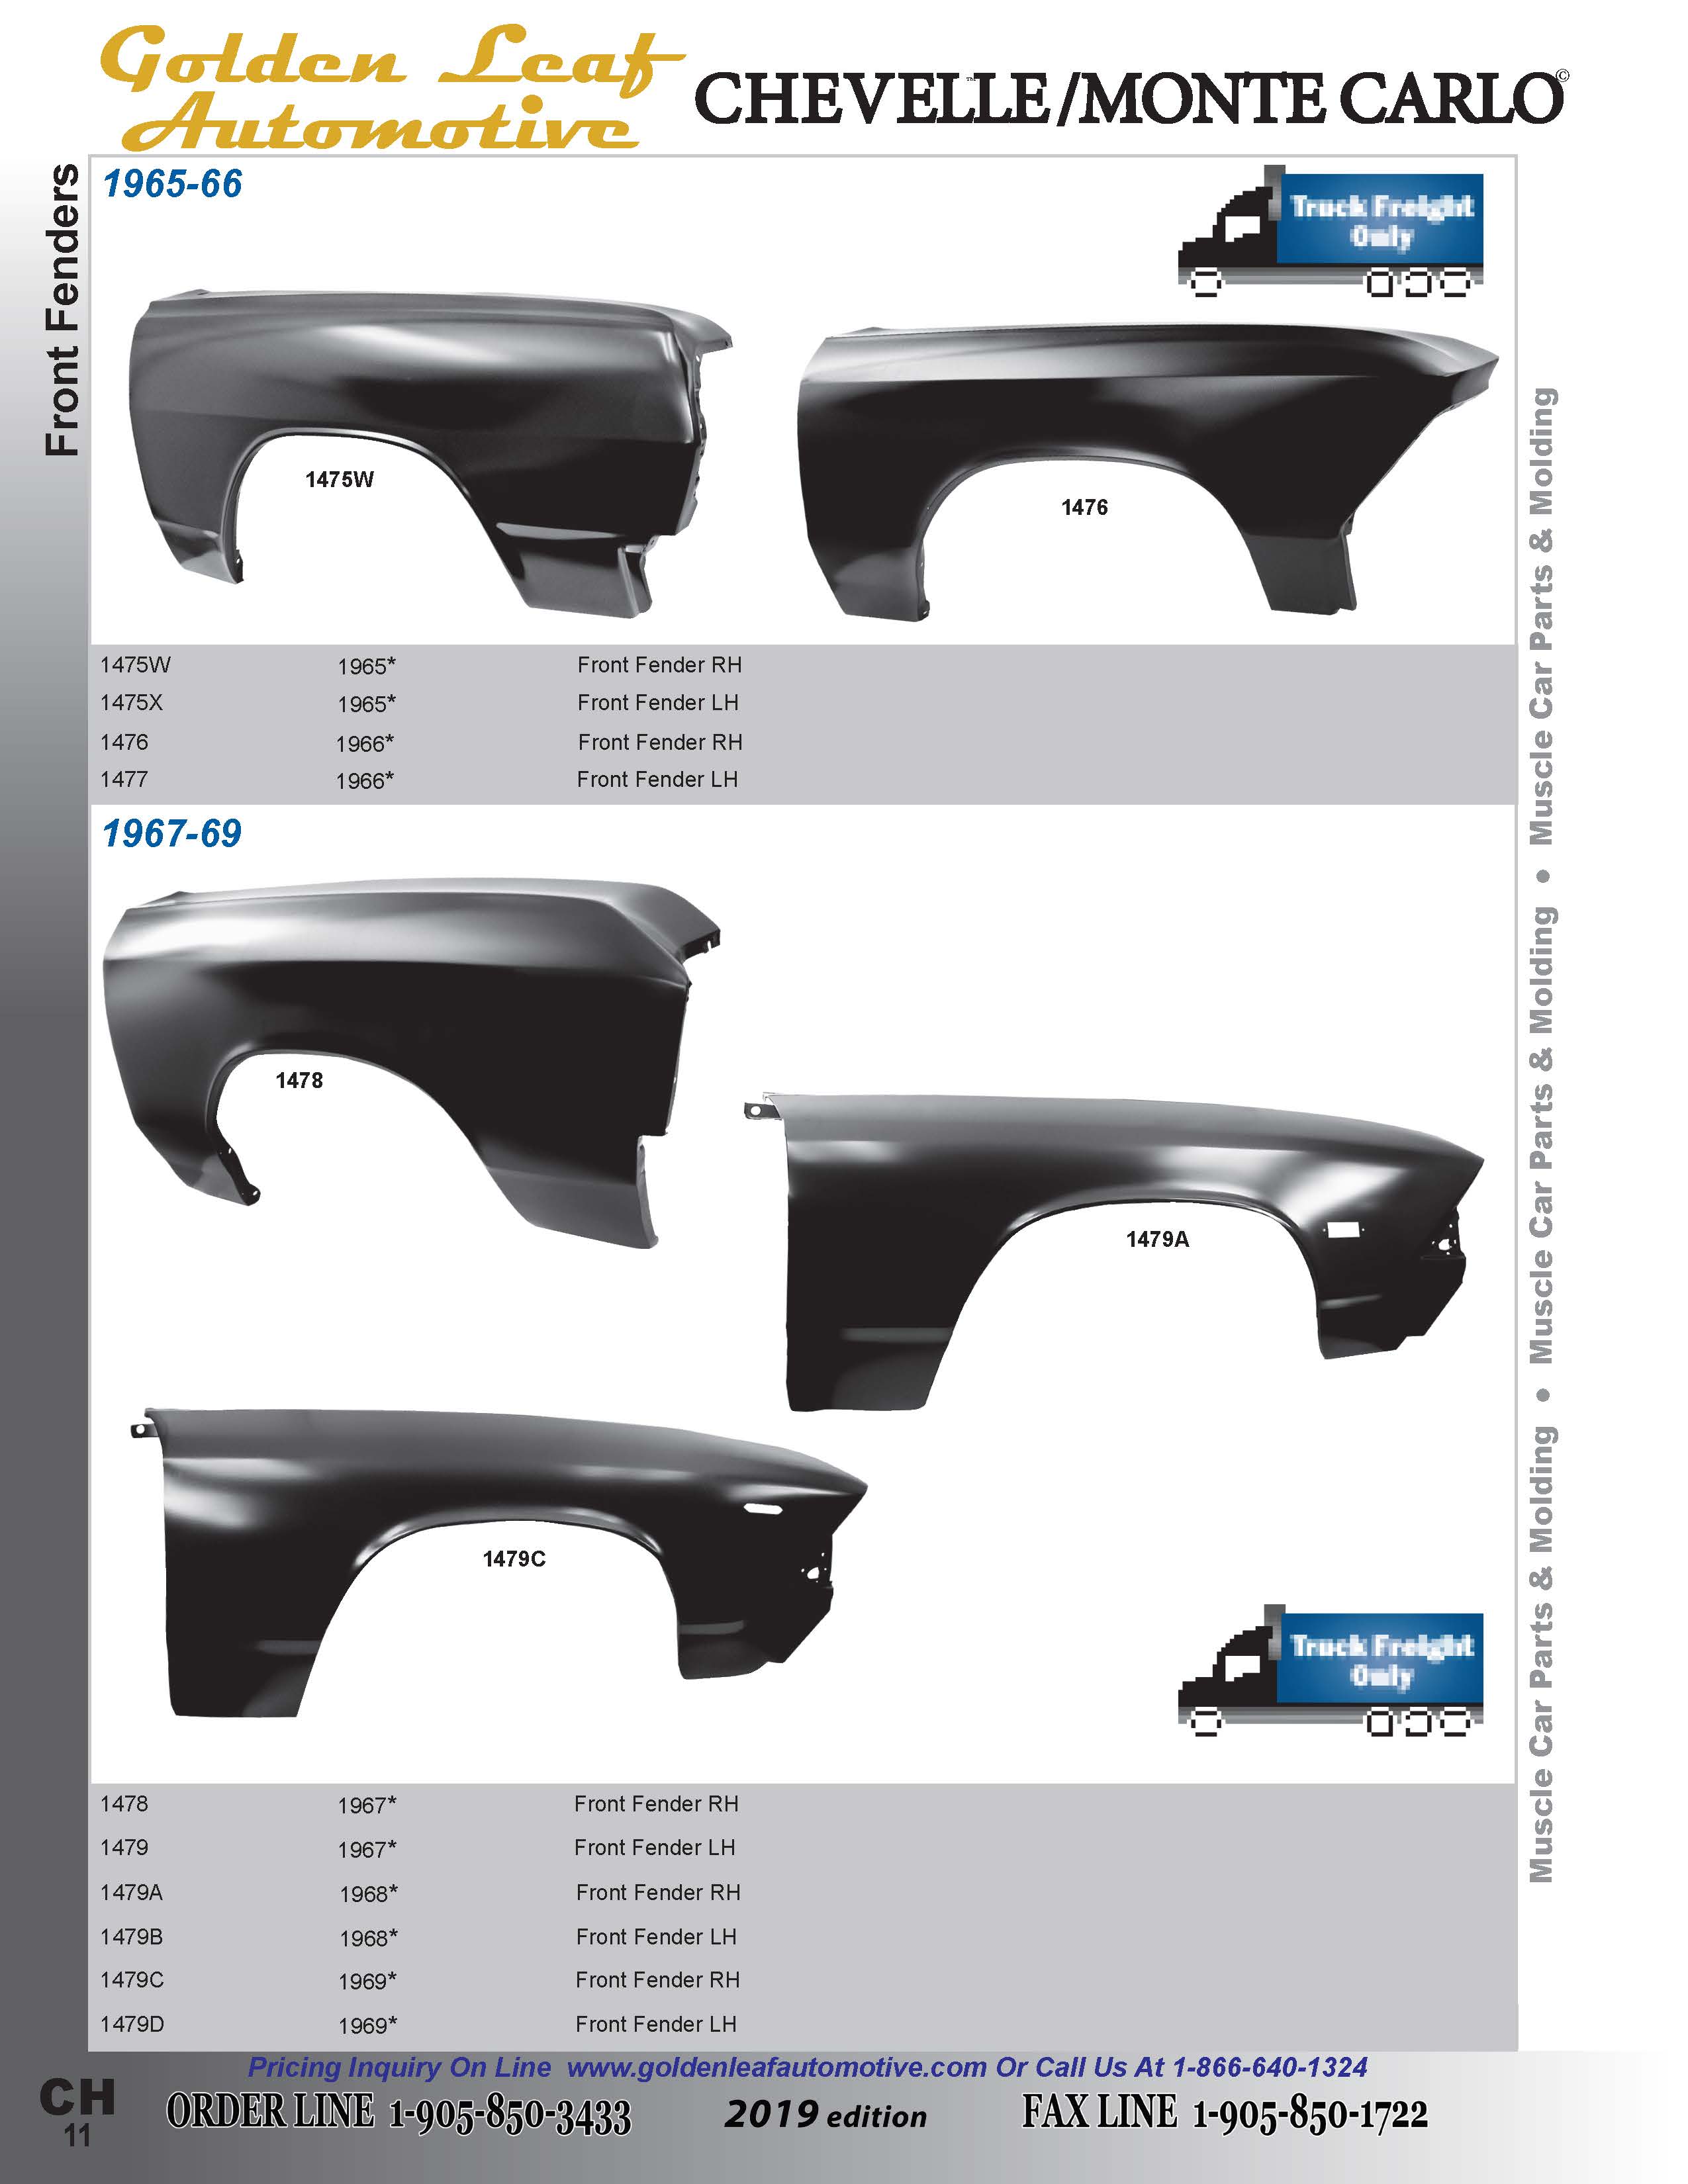 Golden Leaf
Automotive
CHEVELLE/MONTE CARLO©
™
Front Fenders
1965-66
Truck Freight
Only
1475W
1476
1475W 1965* Front Fender RH
1475X 1965* Front Fender LH
1476 1966* Front Fender RH
1477 1966* Front Fender LH
1967-69
1478
1479A
1479C
Truck Freight
Only
1478 1967* Front Fender RH
1479 1967* Front Fender LH
1479A 1968* Front Fender RH
1479B 1968* Front Fender LH
1479C 1969* Front Fender RH
1479D 1969* Front Fender LH
Muscle Car Parts & Molding • Muscle Car Parts & Molding • Muscle Car Parts & Molding
Pricing Inquiry On Line www.goldenleafautomotive.com Or Call Us At 1-866-640-1324
CH
11
ORDER LINE 1-905-850-3433
2019 edition
FAX LINE 1-905-850-1722